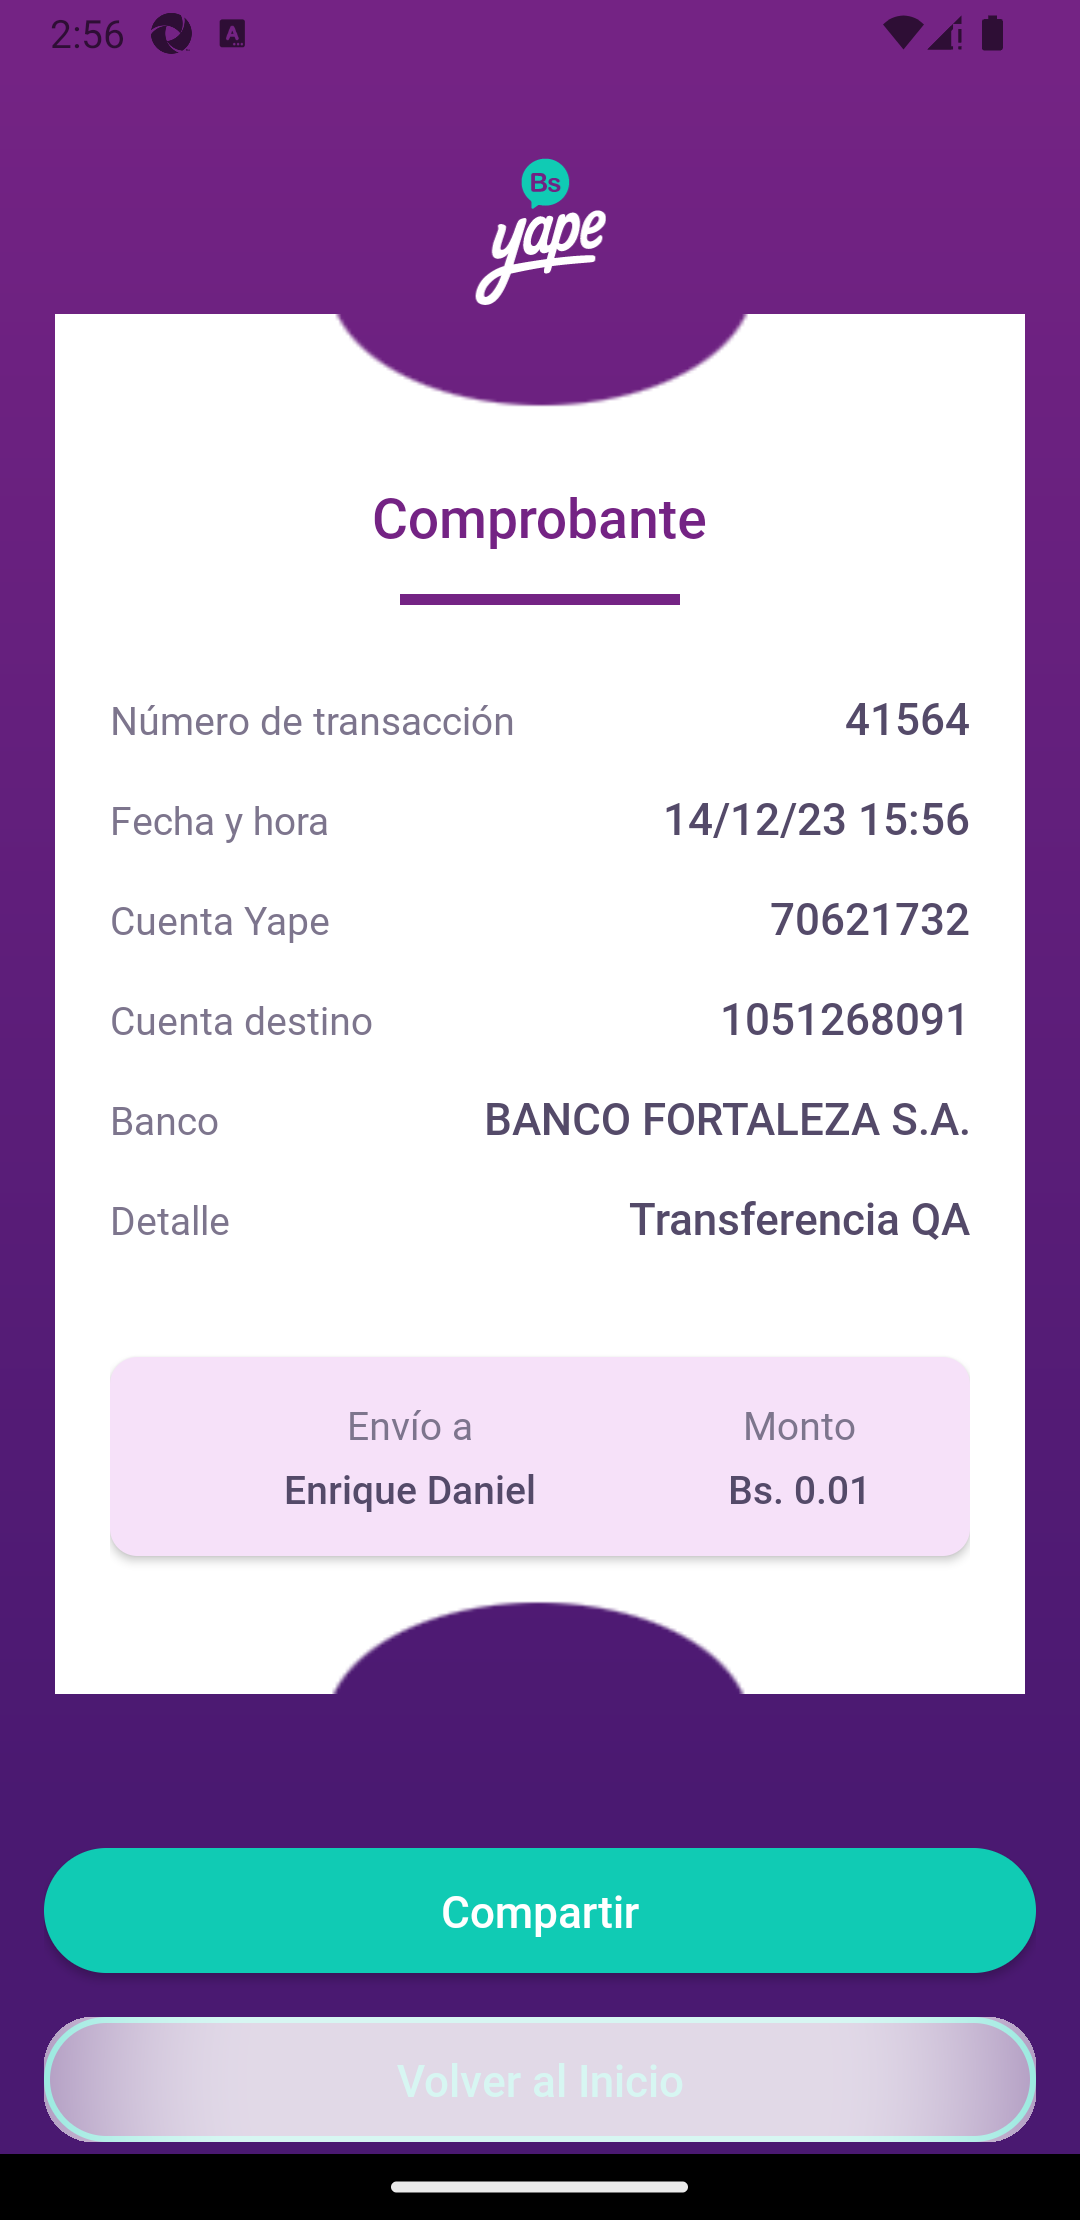 2:56
Bs
yape
Comprobante
Número de transacción 41564
Fecha y hora 14/12/23 15:56
Cuenta Yape 70621732
Cuenta destino 1051268091
Banco BANCO FORTALEZA S.A.
Detalle Transferencia QA
Envío a Monto
Enrique Daniel Bs. 0.01
Compartir
Volver al Inicio